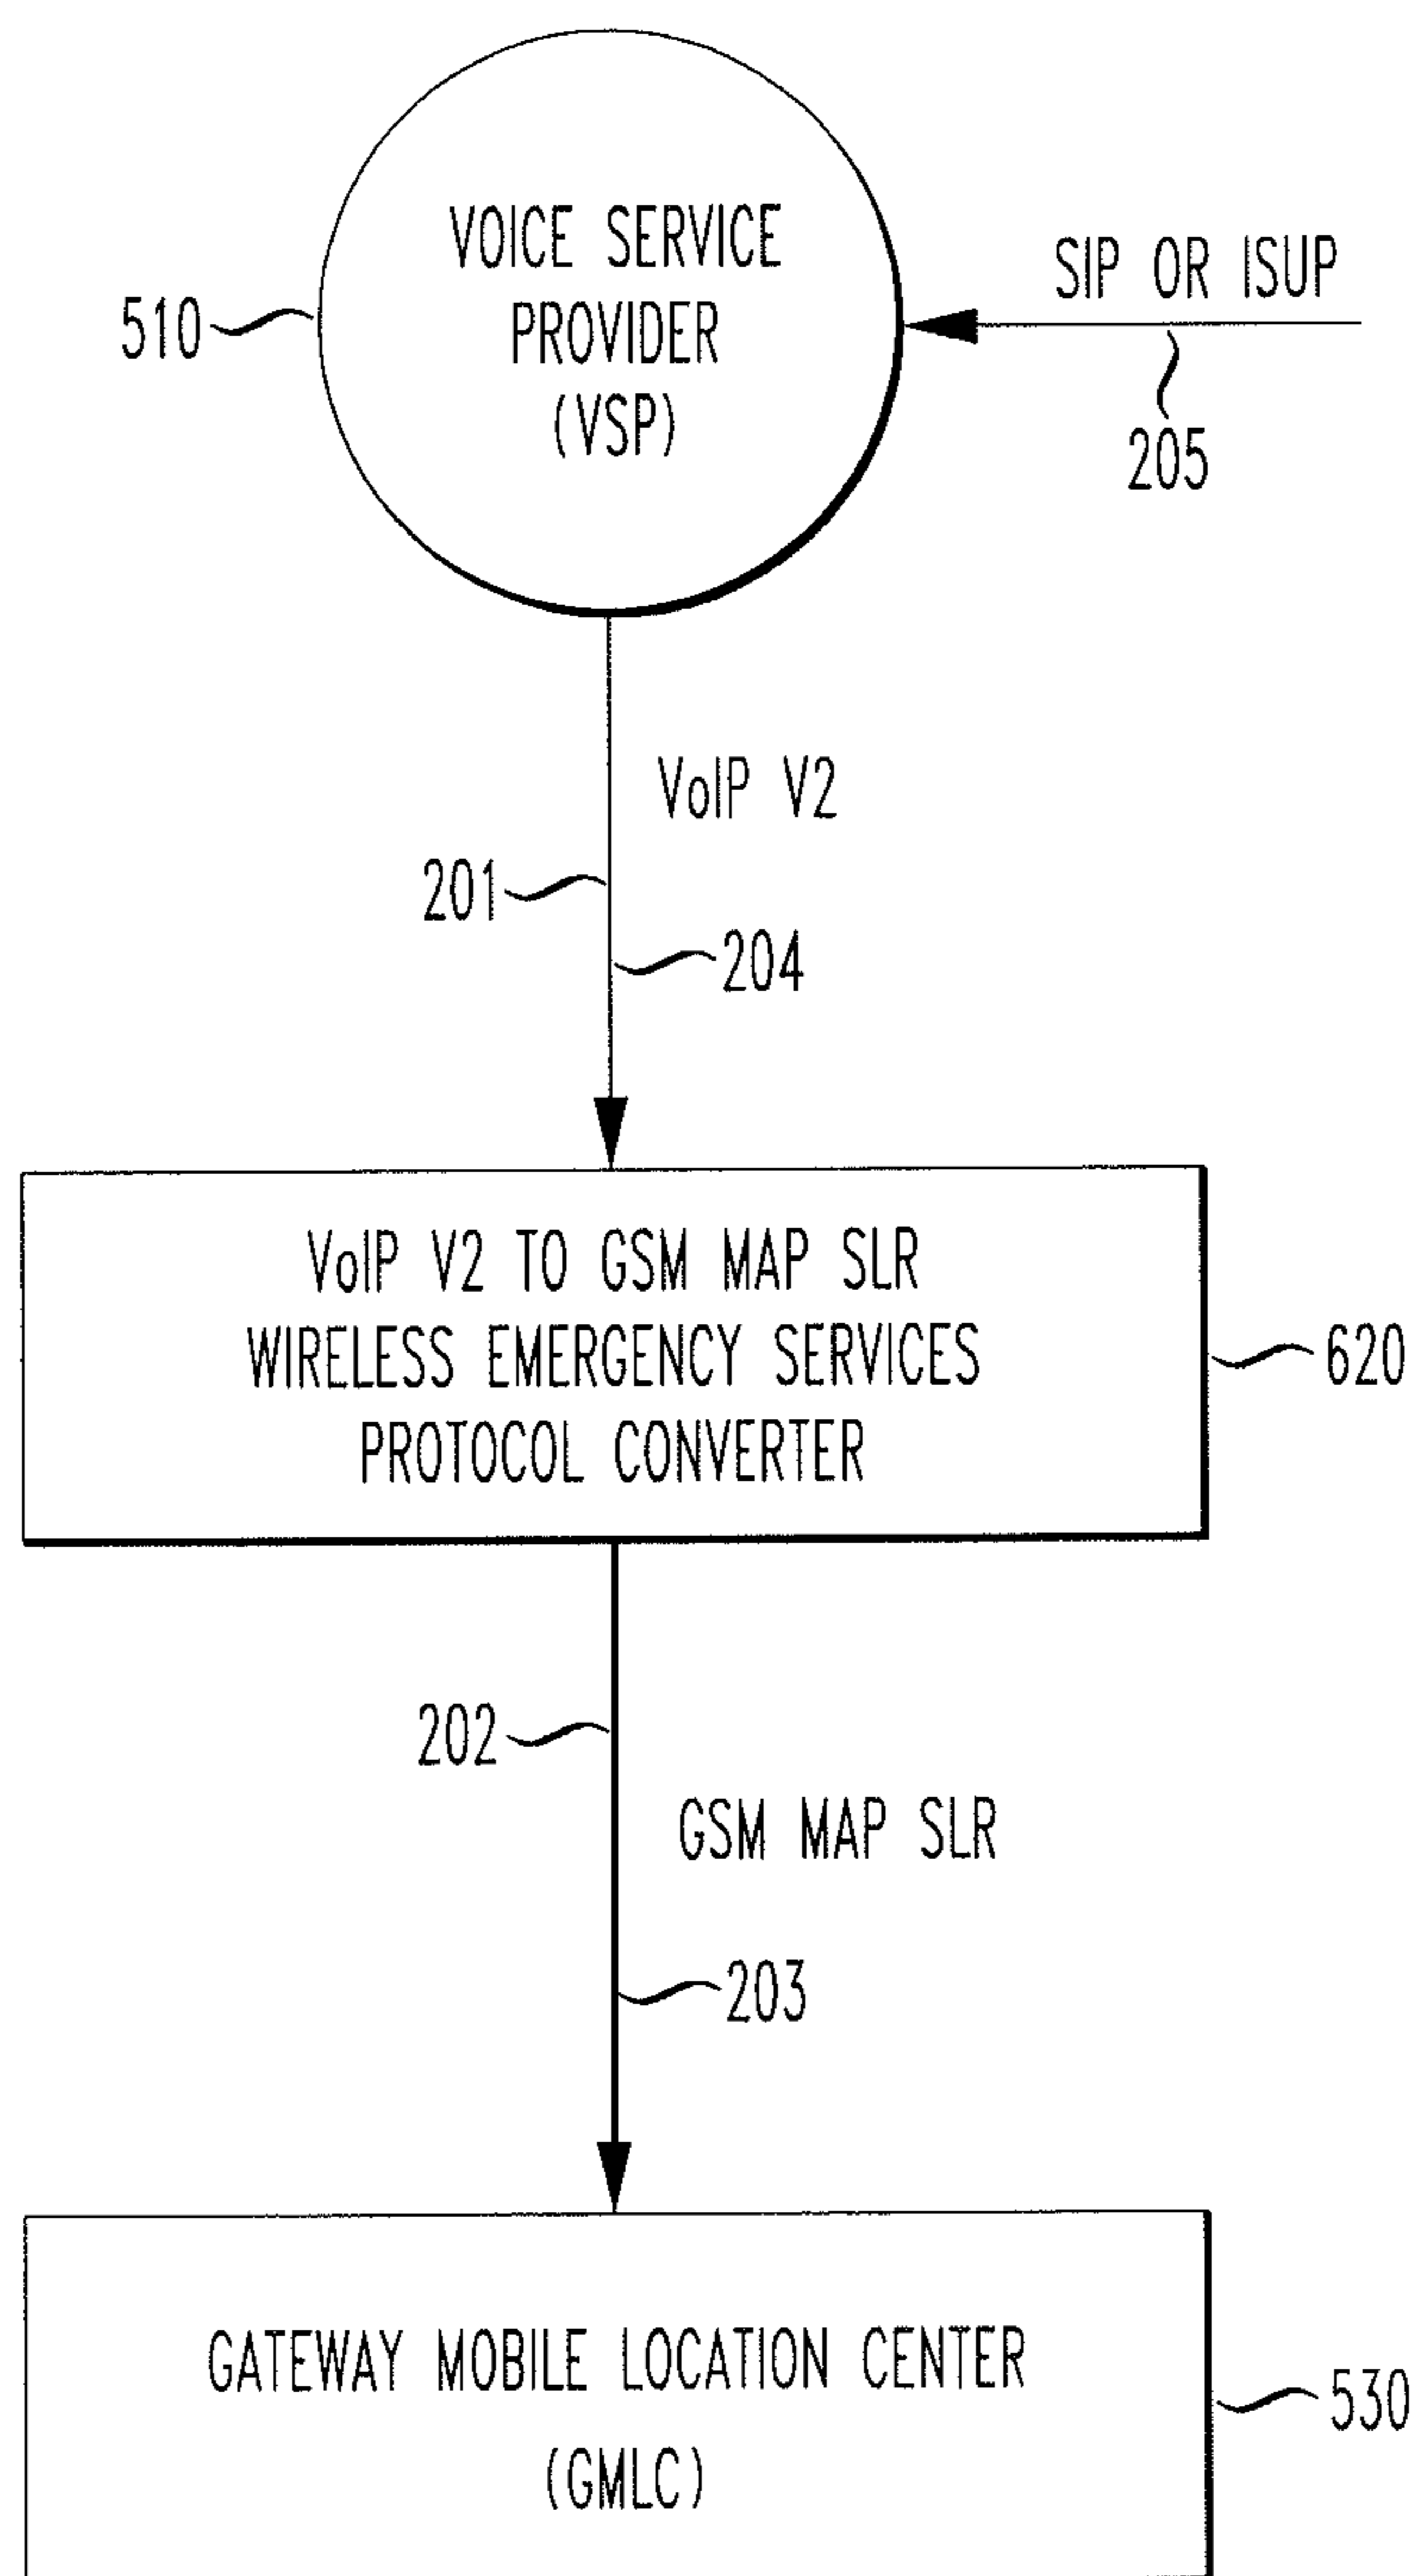 VOICE SERVICE
PROVIDER
(VSP)
510
SIP OR ISUP
205
VoIP V2
201
204
VoIP V2 TO GSM MAP SLR
WIRELESS EMERGENCY SERVICES
PROTOCOL CONVERTER
620
202
GSM MAP SLR
203
GATEWAY MOBILE LOCATION CENTER
(GMLC)
530